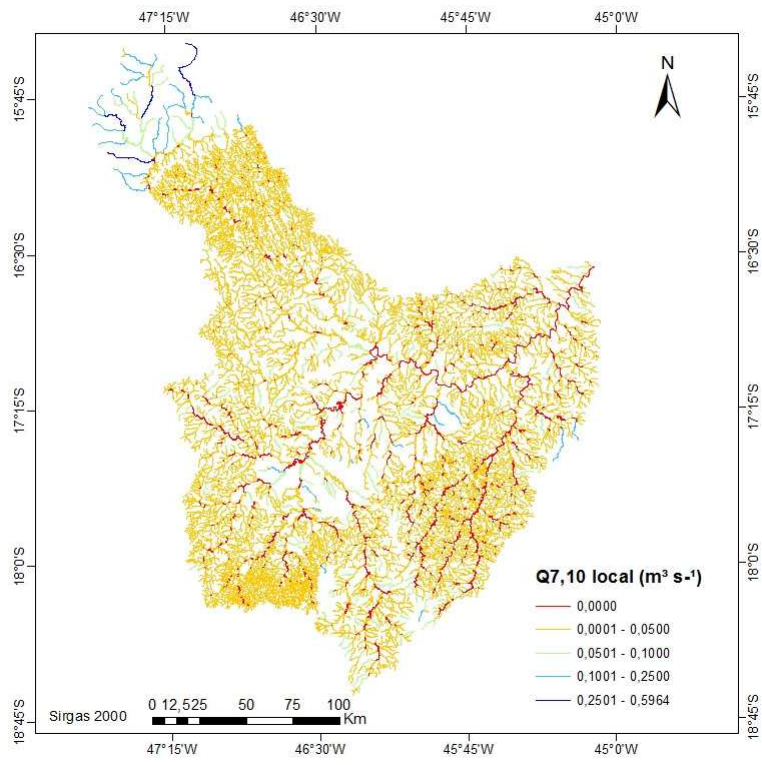 47°15'W 46°30'W 45°45'W 45°0'W
N
15°45'S 15°45'S
16°30'S 16°30'S
17°15'S 17°15'S
18°0'S 18°0'S
18°45'S 18°45'S
Q7,10 local (m³ s-¹)
0,0000
0,0001 - 0,0500
0,0501 - 0,1000
0,1001 - 0,2500
0,2501 - 0,5964
Sirgas 2000
0 12,525 50 75 100
Km
47°15'W 46°30'W 45°45'W 45°0'W